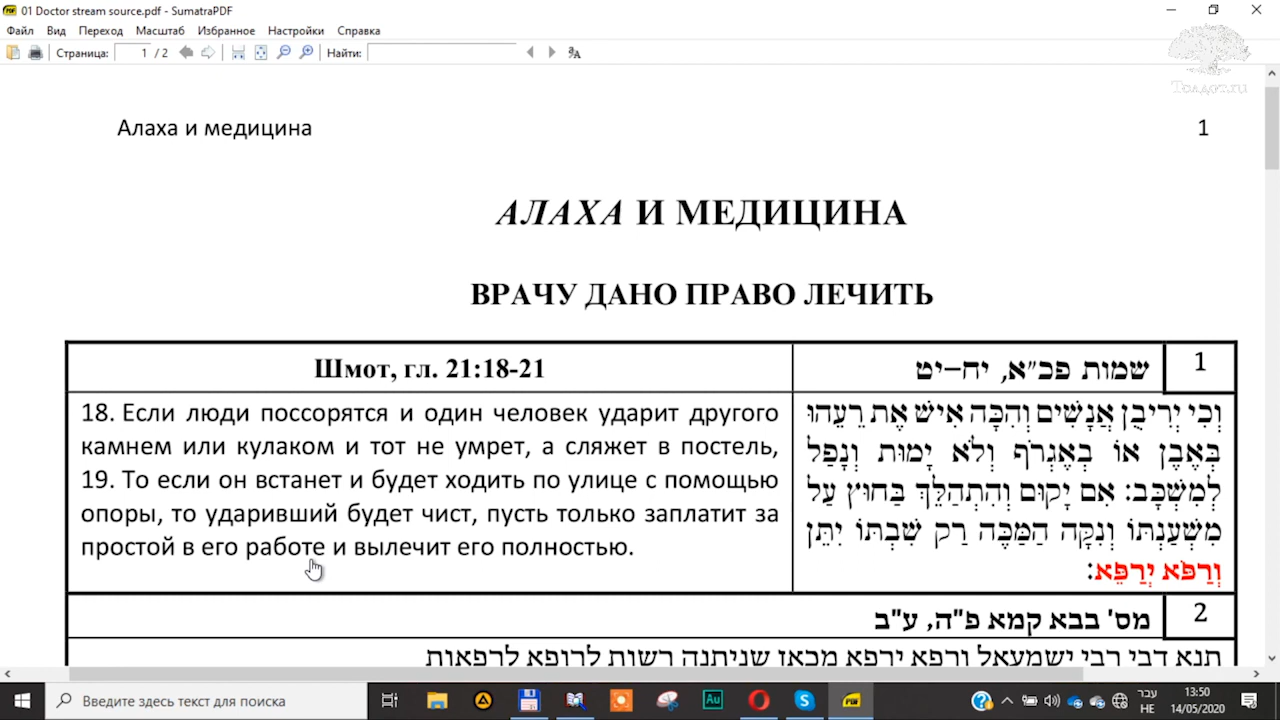 01 Doctor stream source.pdf - SumatraPDF
Файл Вид Переход Масштаб Избранное Настройки Справка
Страница: 1 / 2 Найти:
Толдот.ru
Алаха и медицина 1
АЛАХА И МЕДИЦИНА
ВРАЧУ ДАНО ПРАВО ЛЕЧИТЬ
Шмот, гл. 21:18-21
18. Если люди поссорятся и один человек ударит другого
камнем или кулаком и тот не умрет, а сляжет в постель,
19. То если он встанет и будет ходить по улице с помощью
опоры, то ударивший будет чист, пусть только заплатит за
простой в его работе и вылечит его полностью.
1
שמות פכ״א, יח–יט
וְכִי יְרִיבֻן אֲנָשִׁים וְהִכָּה אִישׁ אֶת רֵעֵהוּ
בְּאֶבֶן אוֹ בְאֶגְרֹף וְלֹא יָמוּת וְנָפַל
לְמִשְׁכָּב: אִם יָקוּם וְהִתְהַלֵּךְ בַּחוּץ עַל
מִשְׁעַנְתּוֹ וְנִקָּה הַמַּכֶּה רַק שִׁבְתּוֹ יִתֵּן
וְרַפֹּא יְרַפֵּא:
2
מס' בבא קמא פ"ה, ע"ב
תנא דבי רבי ישמעאל ורפא ירפא מכאן שניתנה רשות לרופא לרפאות
Введите здесь текст для поиска
עבר
HE
13:50
14/05/2020